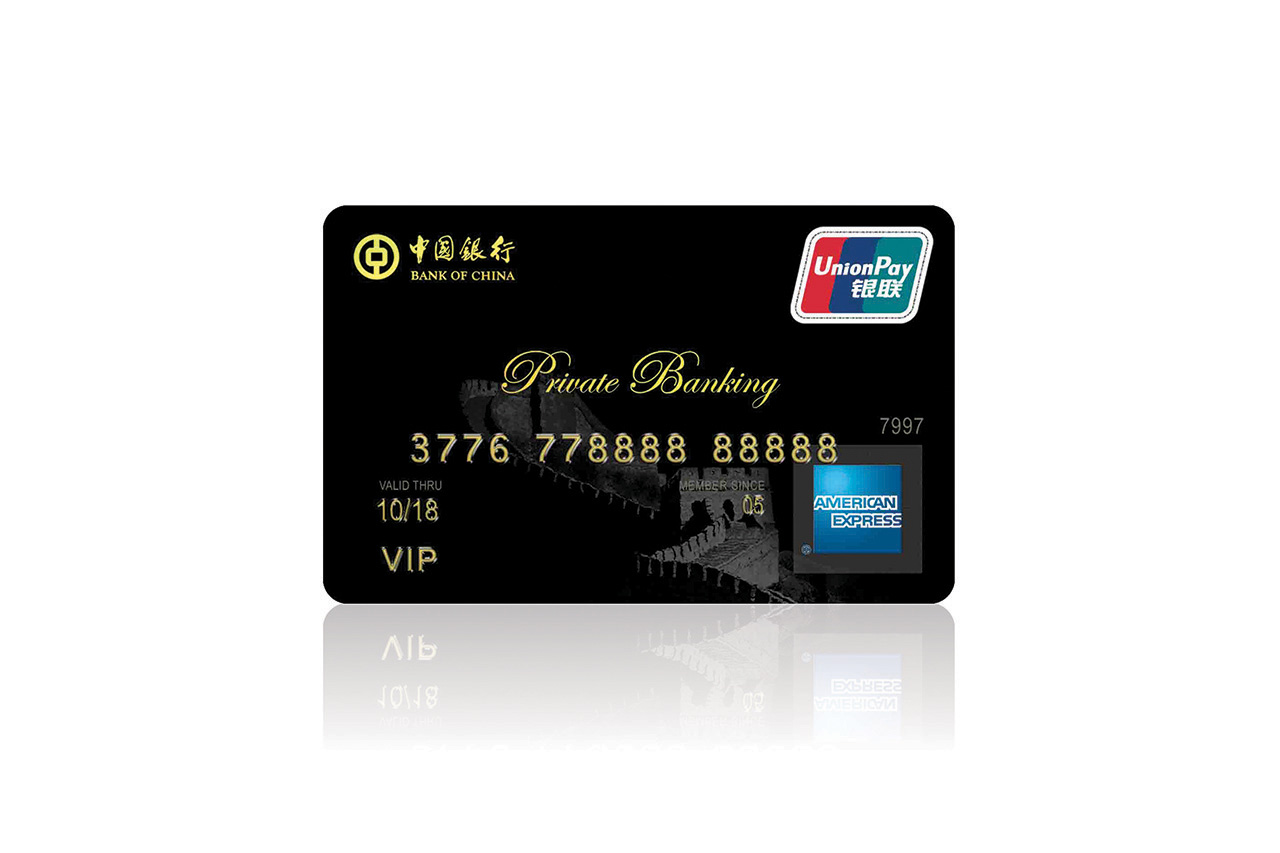 中国銀行
BANK OF CHINA
UnionPay
银联
Private Banking
7997
3776 778888 88888
VALID THRU
MEMBER SINCE
10/18
05
AMERICAN
EXPRESS
VIP